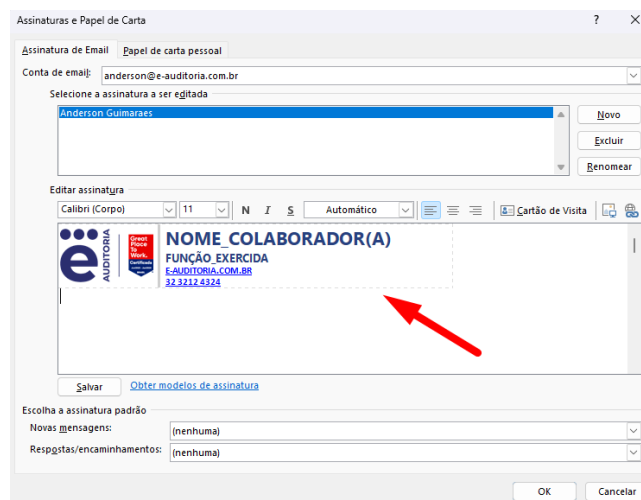 Assinaturas e Papel de Carta ? X
Assinatura de Email Papel de carta pessoal
Conta de email: anderson@e-auditoria.com.br
Selecione a assinatura a ser editada
Anderson Guimaraes
Novo
Excluir
Renomear
Editar assinatura
Calibri (Corpo) 11 N I S Automático Cartão de Visita
e AUDITORIA
Great Place To Work.
NOME_COLABORADOR(A)
FUNÇÃO_EXERCIDA
E-AUDITORIA.COM.BR
32 3212 4324
Salvar Obter modelos de assinatura
Escolha a assinatura padrão
Novas mensagens: (nenhuma)
Respostas/encaminhamentos: (nenhuma)
OK Cancelar